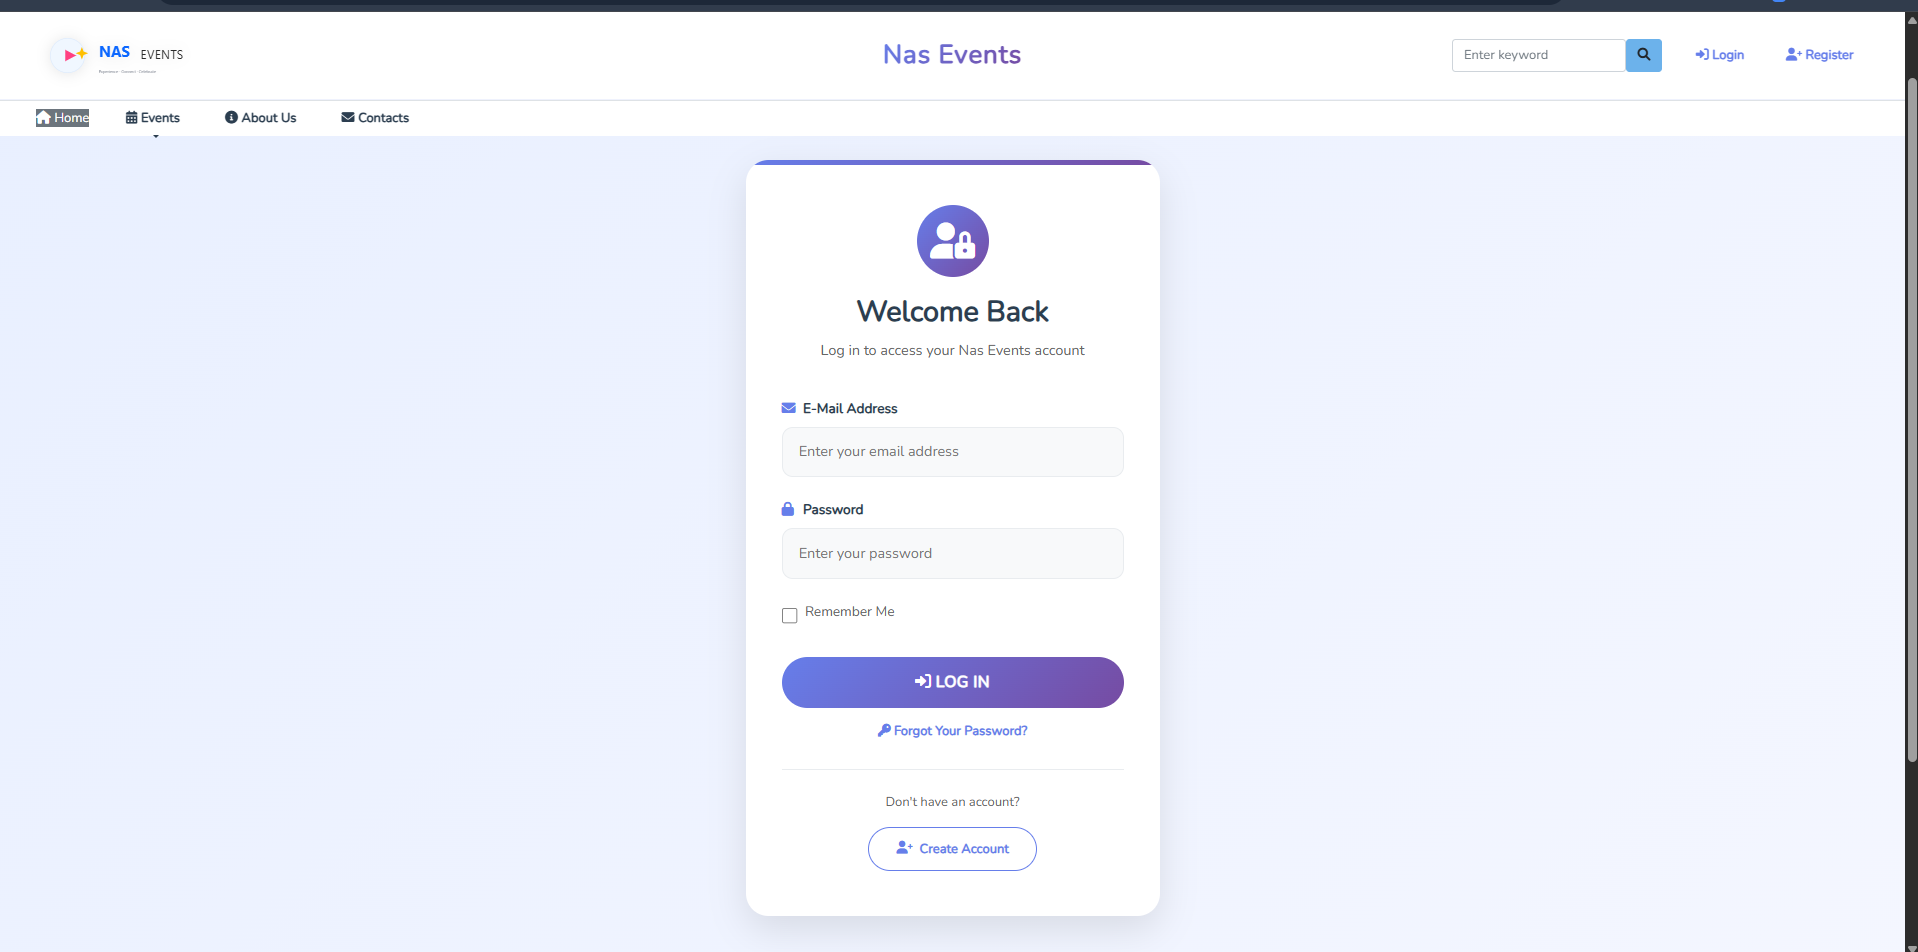 NAS EVENTS
Nas Events
Enter keyword
Login
Register
Home
Events
About Us
Contacts
Welcome Back
Log in to access your Nas Events account
E-Mail Address
Enter your email address
Password
Enter your password
Remember Me
LOG IN
Forgot Your Password?
Don't have an account?
Create Account